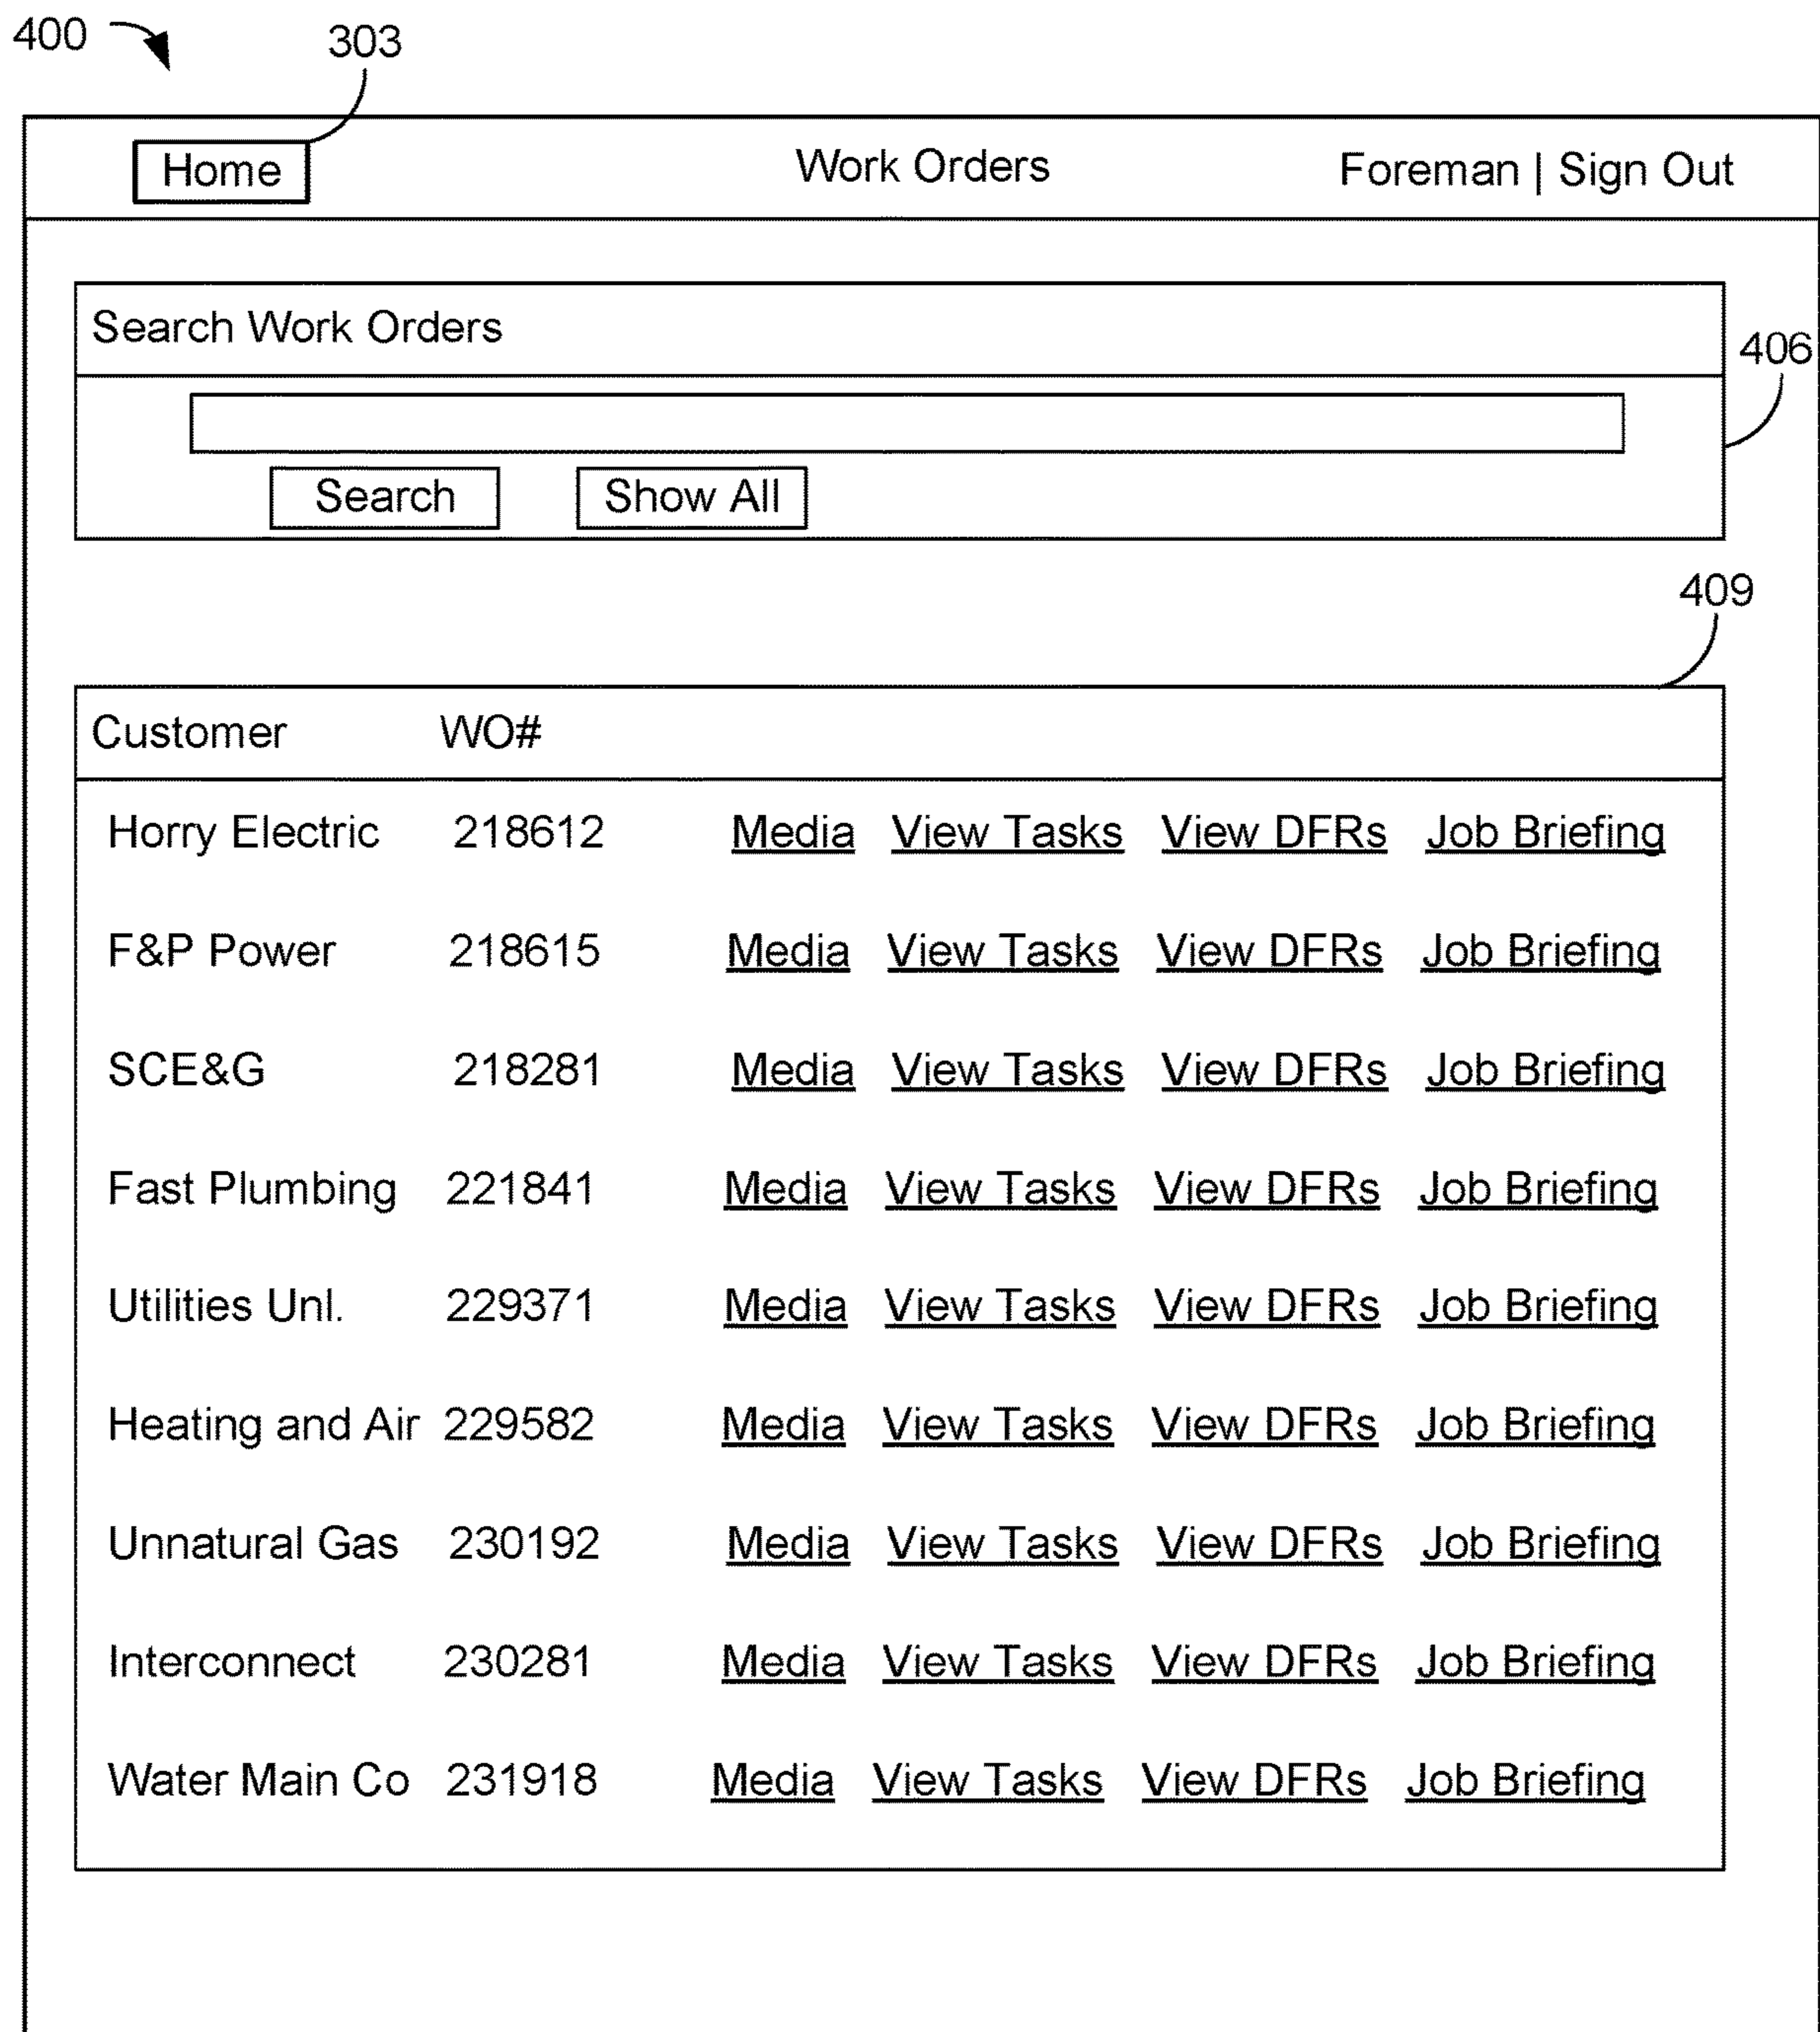 400
303
Home Work Orders Foreman | Sign Out
Search Work Orders
406
Search Show All
409
Customer WO#
Horry Electric 218612 Media View Tasks View DFRs Job Briefing
F&P Power 218615 Media View Tasks View DFRs Job Briefing
SCE&G 218281 Media View Tasks View DFRs Job Briefing
Fast Plumbing 221841 Media View Tasks View DFRs Job Briefing
Utilities Unl. 229371 Media View Tasks View DFRs Job Briefing
Heating and Air 229582 Media View Tasks View DFRs Job Briefing
Unnatural Gas 230192 Media View Tasks View DFRs Job Briefing
Interconnect 230281 Media View Tasks View DFRs Job Briefing
Water Main Co 231918 Media View Tasks View DFRs Job Briefing